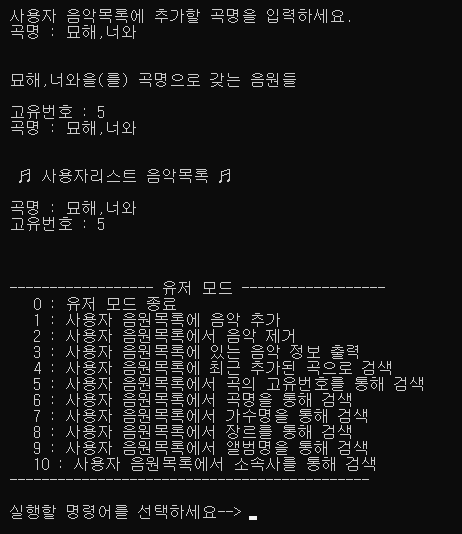 사용자 음악목록에 추가할 곡명을 입력하세요.
곡명 : 묘해,너와
묘해,너와을(를) 곡명으로 갖는 음원들
고유번호 : 5
곡명 : 묘해,너와
♬ 사용자리스트 음악목록 ♬
곡명 : 묘해,너와
고유번호 : 5
------------------ 유저 모드 ------------------
0 : 유저 모드 종료
1 : 사용자 음원목록에 음악 추가
2 : 사용자 음원목록에서 음악 제거
3 : 사용자 음원목록에 있는 음악 정보 출력
4 : 사용자 음원목록에 최근 추가된 곡으로 검색
5 : 사용자 음원목록에서 곡의 고유번호를 통해 검색
6 : 사용자 음원목록에서 곡명을 통해 검색
7 : 사용자 음원목록에서 가수명을 통해 검색
8 : 사용자 음원목록에서 장르를 통해 검색
9 : 사용자 음원목록에서 앨범명을 통해 검색
10 : 사용자 음원목록에서 소속사를 통해 검색
---------------------------------------------
실행할 명령어를 선택하세요--> _